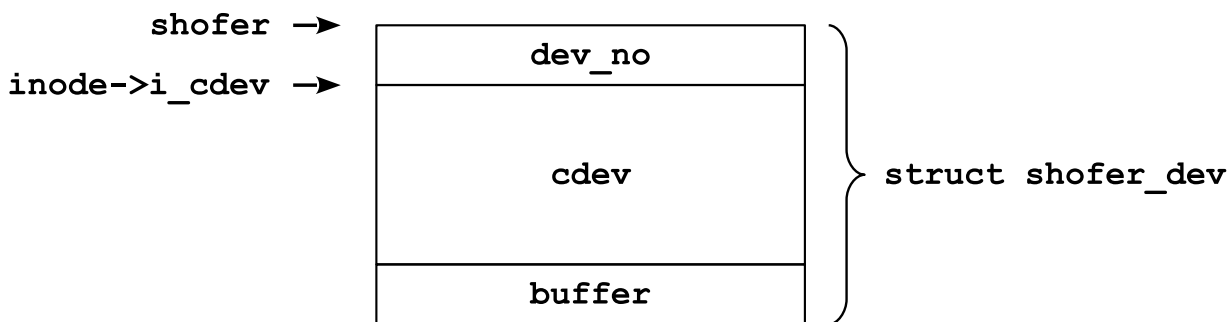 shofer
dev_no
inode->i_cdev
cdev
struct shofer_dev
buffer